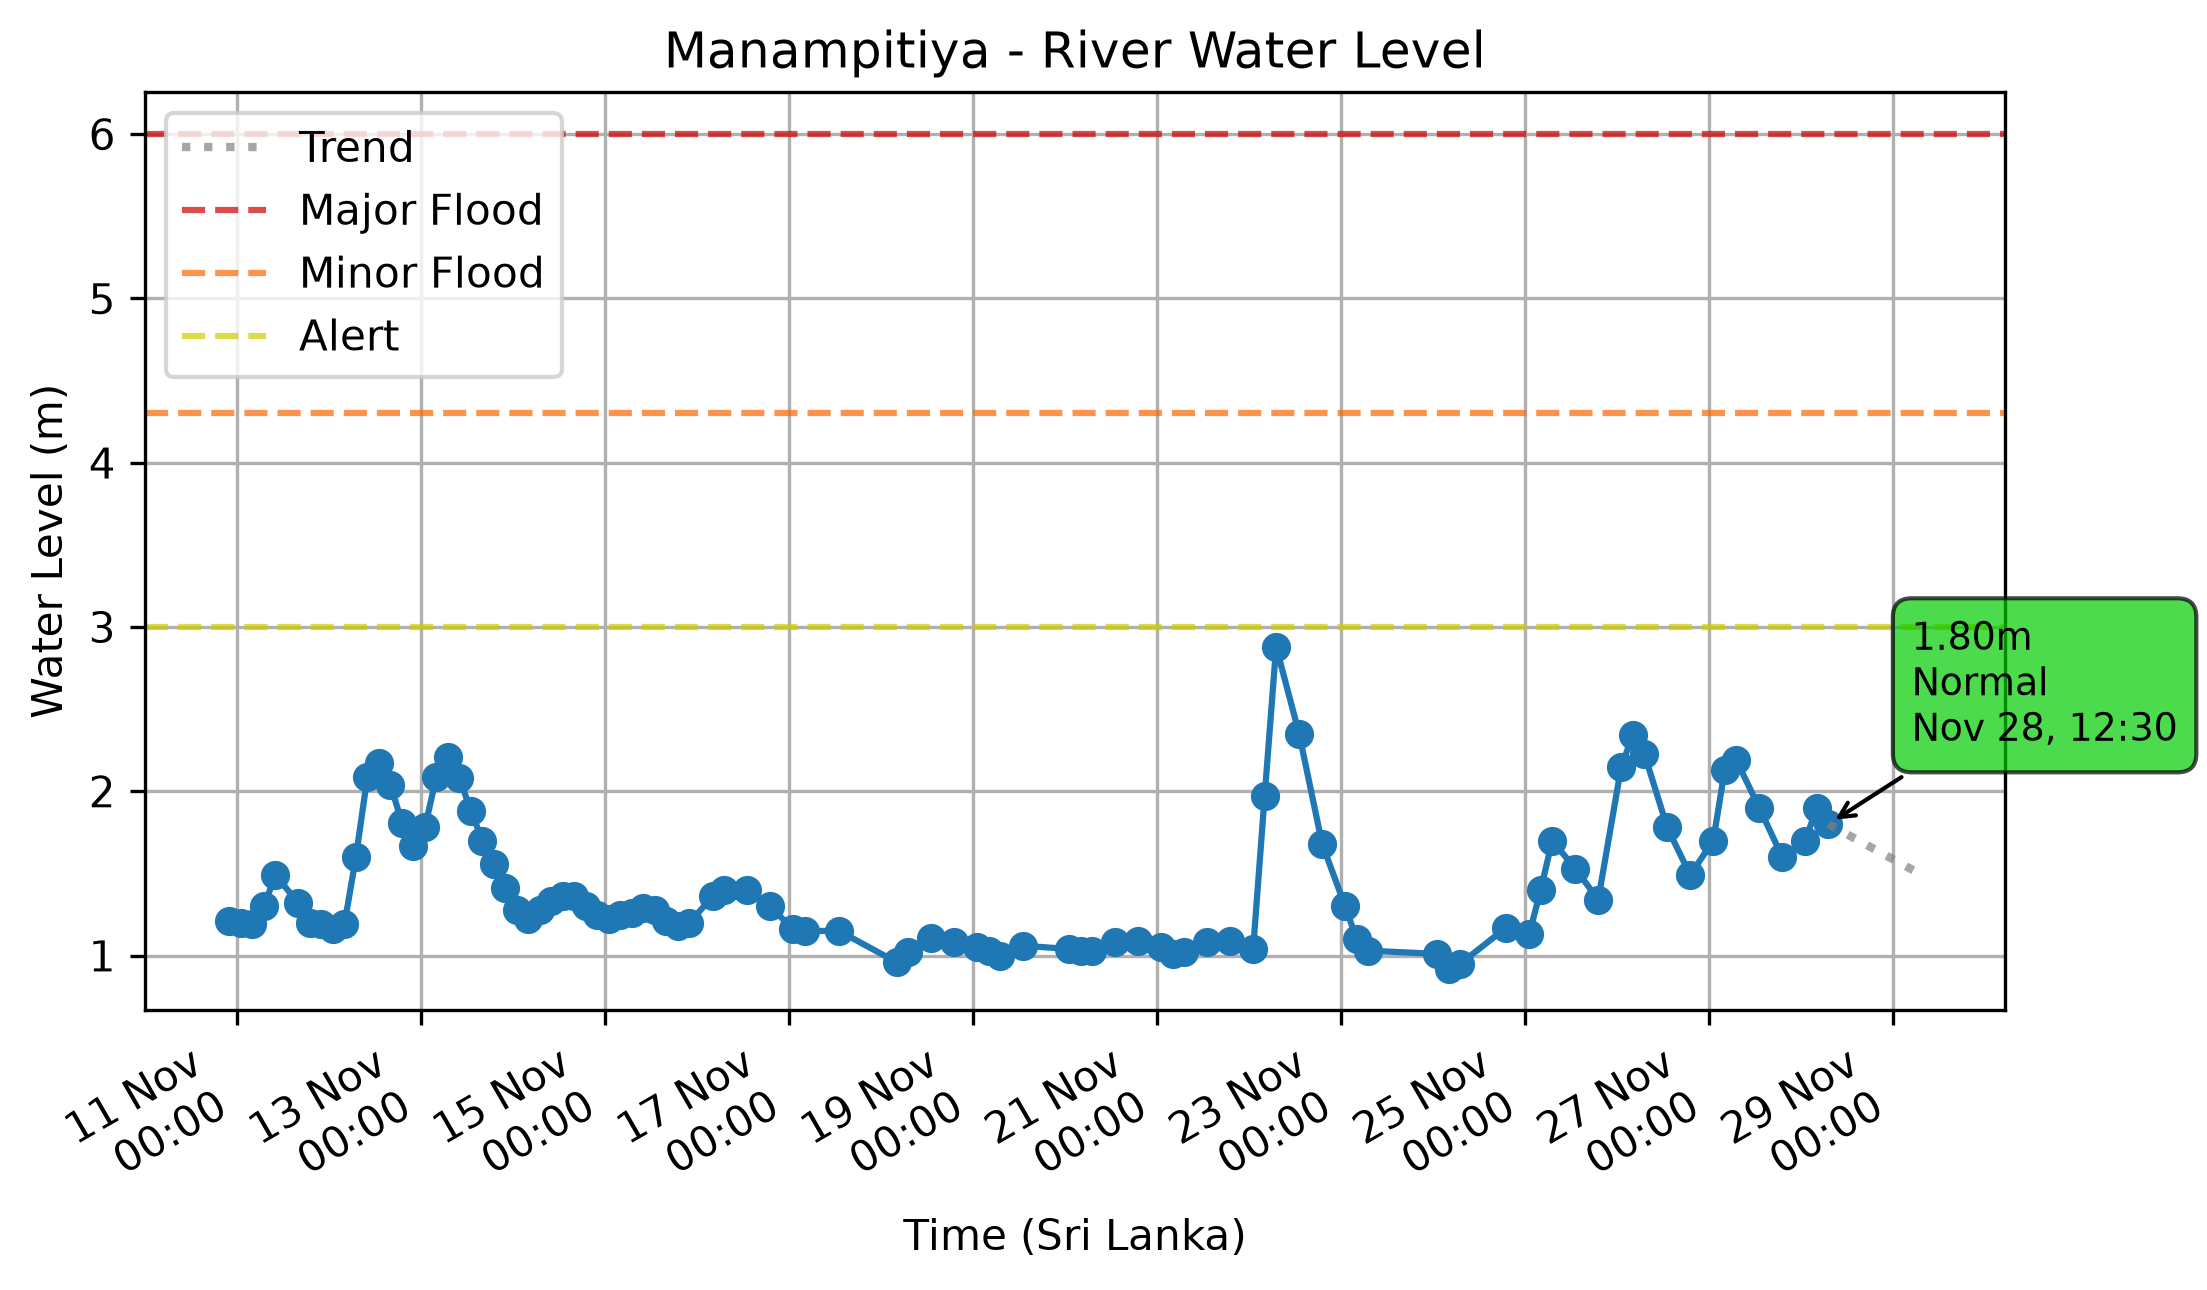 Manampitiya - River Water Level
Trend
Major Flood
Minor Flood
Alert
6
5
4
3
2
1
Water Level (m)
1.80m
Normal
Nov 28, 12:30
11 Nov
00:00
13 Nov
00:00
15 Nov
00:00
17 Nov
00:00
19 Nov
00:00
21 Nov
00:00
23 Nov
00:00
25 Nov
00:00
27 Nov
00:00
29 Nov
00:00
Time (Sri Lanka)